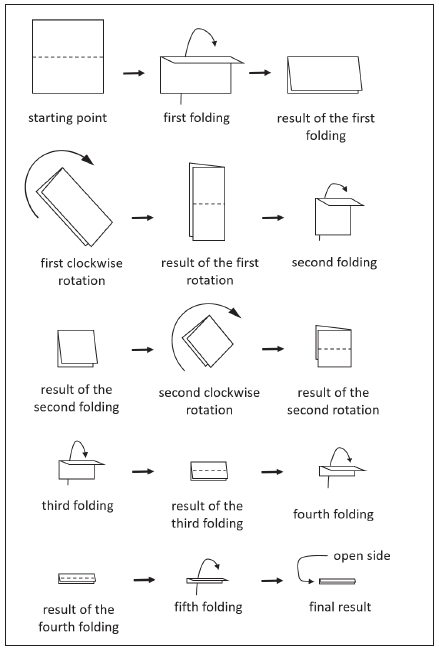 starting point
first folding
result of the first
folding
first clockwise
rotation
result of the first
rotation
second folding
result of the
second folding
second clockwise
rotation
result of the
second rotation
third folding
result of the
third folding
fourth folding
open side
result of the
fourth folding
fifth folding
final result